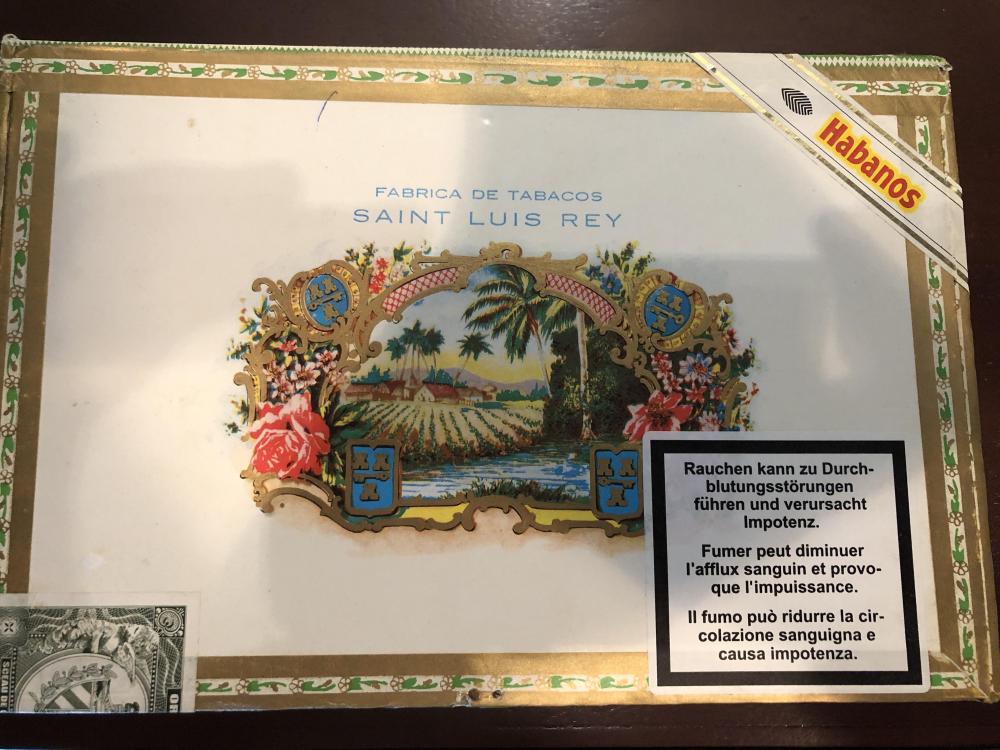 Habanos
FABRICA DE TABACOS
SAINT LUIS REY
Rauchen kann zu Durch-
blutungsstörungen
führen und verursacht
Impotenz.
Fumer peut diminuer
l'afflux sanguin et provo-
que l'impuissance.
Il fumo può ridurre la cir-
colazione sanguigna e
causa impotenza.